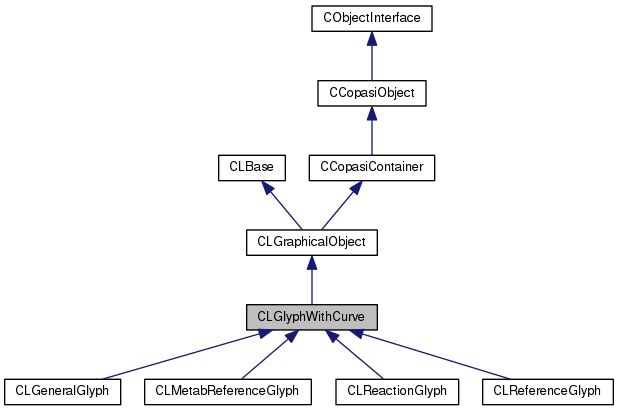 CObjectInterface
CCopasiObject
CLBase
CCopasiContainer
CLGraphicalObject
CLGlyphWithCurve
CLGeneralGlyph
CLMetabReferenceGlyph
CLReactionGlyph
CLReferenceGlyph